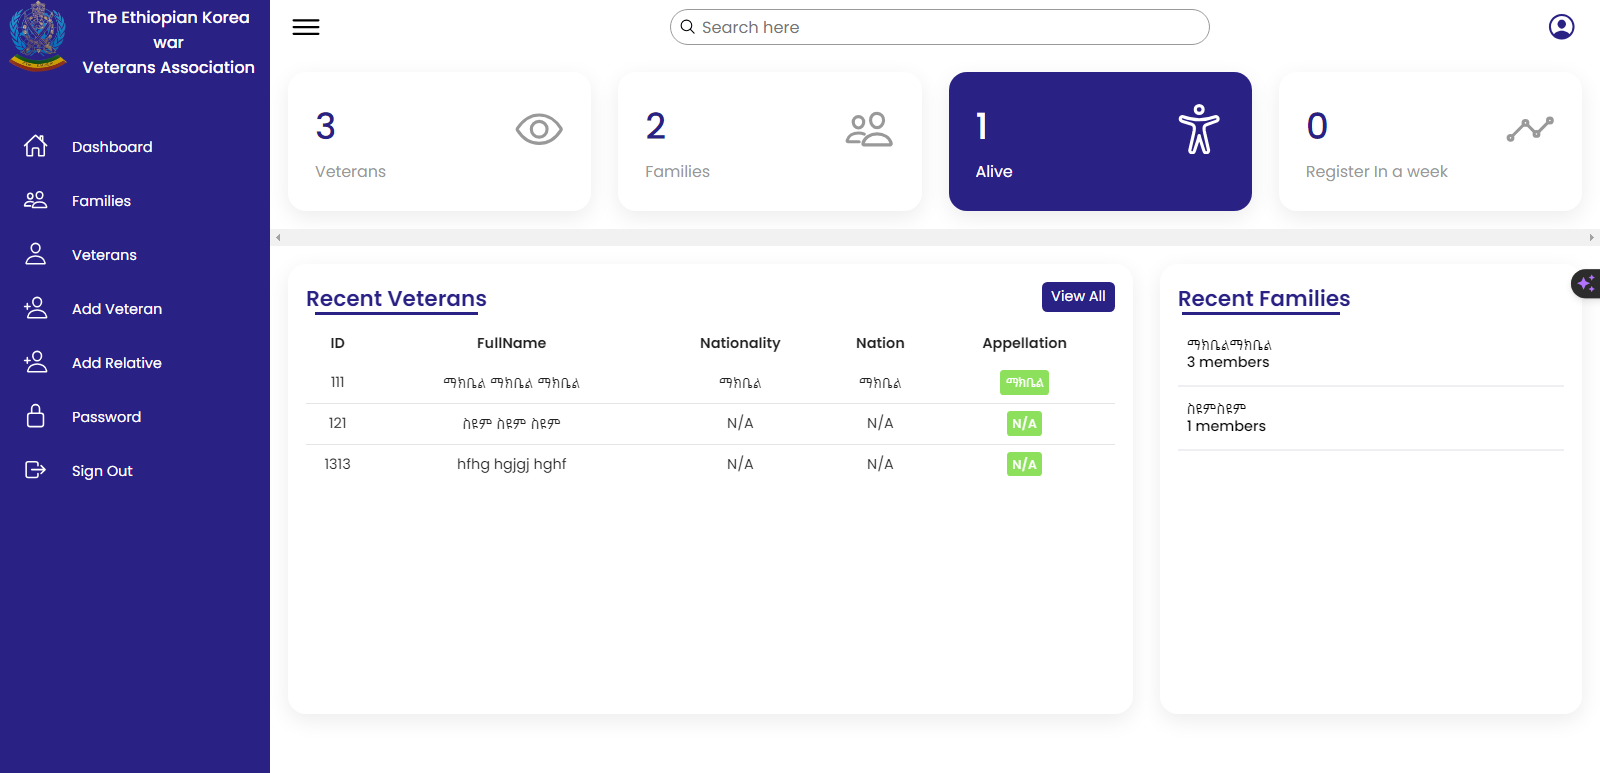 The Ethiopian Korea
war
Veterans Association
Search here
Dashboard
Families
Veterans
Add Veteran
Add Relative
Password
Sign Out
3
Veterans
2
Families
1
Alive
0
Register In a week
Recent Veterans
View All
ID FullName Nationality Nation Appellation
111 ማክቤል ማክቤል ማክቤል ማክቤል ማክቤል ማክቤል
121 ስዩም ስዩም ስዩም N/A N/A N/A
1313 hfhg hgjgj hghf N/A N/A N/A
Recent Families
ማክቤልማክቤል
3 members
ስዩምስዩም
1 members